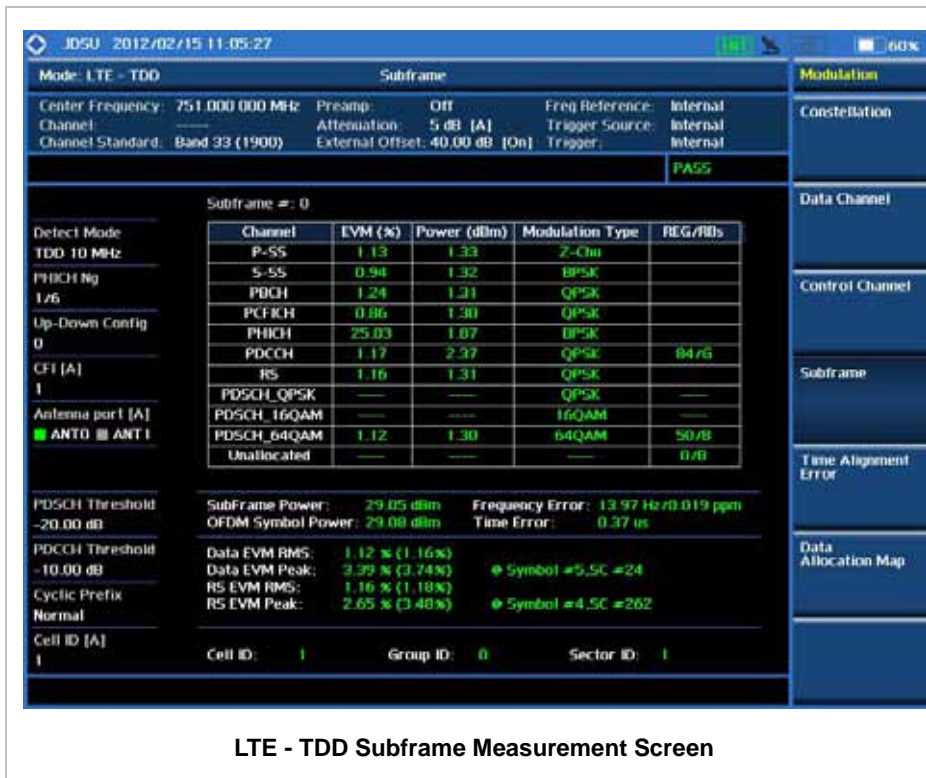 JDSU 2012/02/15 11:05:27 60%
Mode: LTE - TDD Subframe
Center Frequency: 751.000 000 MHz Preamp: Off Freq Reference: Internal
Channel: ----- Attenuation: 5 dB [A] Trigger Source: Internal
Channel Standard: Band 33 (1900) External Offset: 40.00 dB [On] Trigger: Internal
PASS
Subframe #: 0
Detect Mode
TDD 10 MHz
PHICH Ng
1/6
Up-Down Config
0
CFI [A]
1
Antenna port [A]
ANT0 ANT1
PDSCH Threshold
-20.00 dB
PDCCH Threshold
-10.00 dB
Cyclic Prefix
Normal
Cell ID [A]
1
Channel EVM (%) Power (dBm) Modulation Type REG/RBs
P-SS 1.13 1.33 Z-Chu
S-SS 0.94 1.32 BPSK
PBCH 1.24 1.31 QPSK
PCFICH 0.86 1.30 QPSK
PHICH 25.03 1.87 BPSK
PDCCH 1.17 2.37 QPSK 84/G
RS 1.16 1.31 QPSK
PDSCH_QPSK ---- ---- QPSK ----
PDSCH_16QAM ---- ---- 16QAM ----
PDSCH_64QAM 1.12 1.30 64QAM 50/B
Unallocated ---- ---- ---- 0/B
SubFrame Power: 29.05 dBm Frequency Error: 13.97 Hz/0.019 ppm
OFDM Symbol Power: 29.08 dBm Time Error: 0.37 us
Data EVM RMS: 1.12 % (1.16%)
Data EVM Peak: 3.39 % (3.74%) @ Symbol #5,SC #24
RS EVM RMS: 1.16 % (1.18%)
RS EVM Peak: 2.65 % (3.48%) @ Symbol #4,SC #262
Cell ID: 1 Group ID: 0 Sector ID: 1
Modulation
Constellation
Data Channel
Control Channel
Subframe
Time Alignment
Error
Data
Allocation Map
LTE - TDD Subframe Measurement Screen